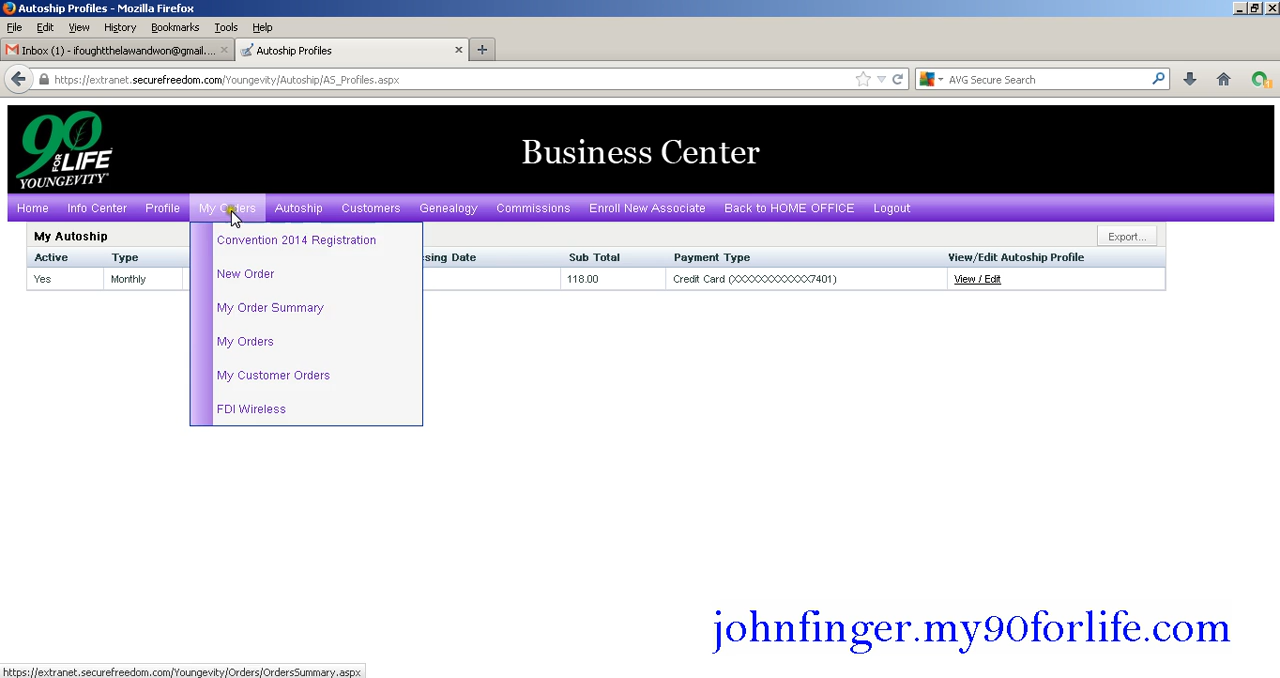 Autoship Profiles - Mozilla Firefox
File Edit View History Bookmarks Tools Help
Inbox (1) - ifoughtthelawandwon@gmail.... Autoship Profiles
https://extranet.securefreedom.com/Youngevity/Autoship/AS_Profiles.aspx AVG Secure Search
90 FOR LIFE
YOUNGEVITY
Business Center
Home Info Center Profile My Orders Autoship Customers Genealogy Commissions Enroll New Associate Back to HOME OFFICE Logout
My Autoship Export...
Active Type ssing Date Sub Total Payment Type View/Edit Autoship Profile
Yes Monthly 118.00 Credit Card (XXXXXXXXXXXX7401) View / Edit
Convention 2014 Registration
New Order
My Order Summary
My Orders
My Customer Orders
FDI Wireless
johnfinger.my90forlife.com
https://extranet.securefreedom.com/Youngevity/Orders/OrdersSummary.aspx